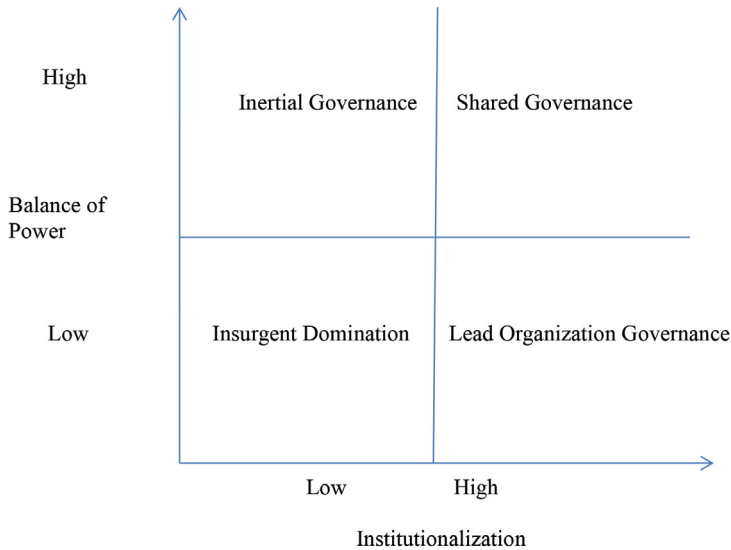 High
Inertial Governance
Shared Governance
Balance of
Power
Low
Insurgent Domination
Lead Organization Governance
Low
High
Institutionalization